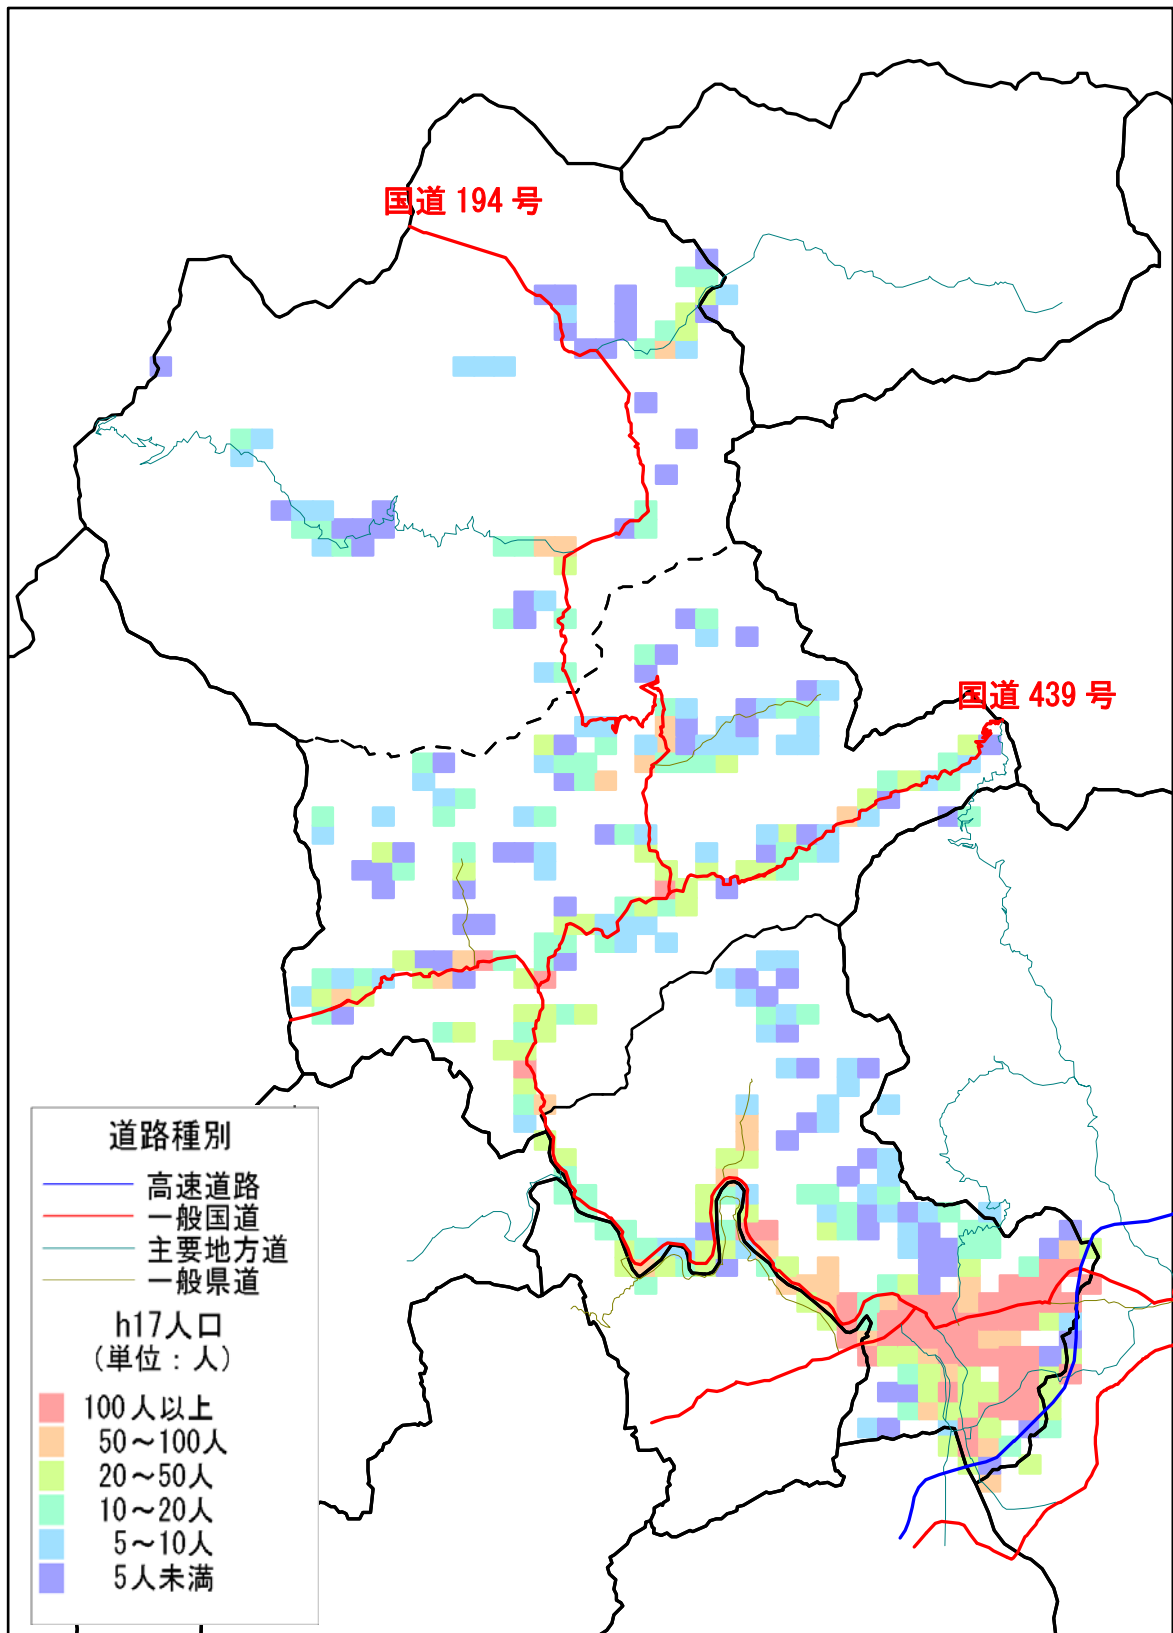 国道 194 号
国道 439 号
道路種別
高速道路
一般国道
主要地方道
一般県道
h17人口
(単位：人)
100人以上
50～100人
20～50人
10～20人
5～10人
5人未満